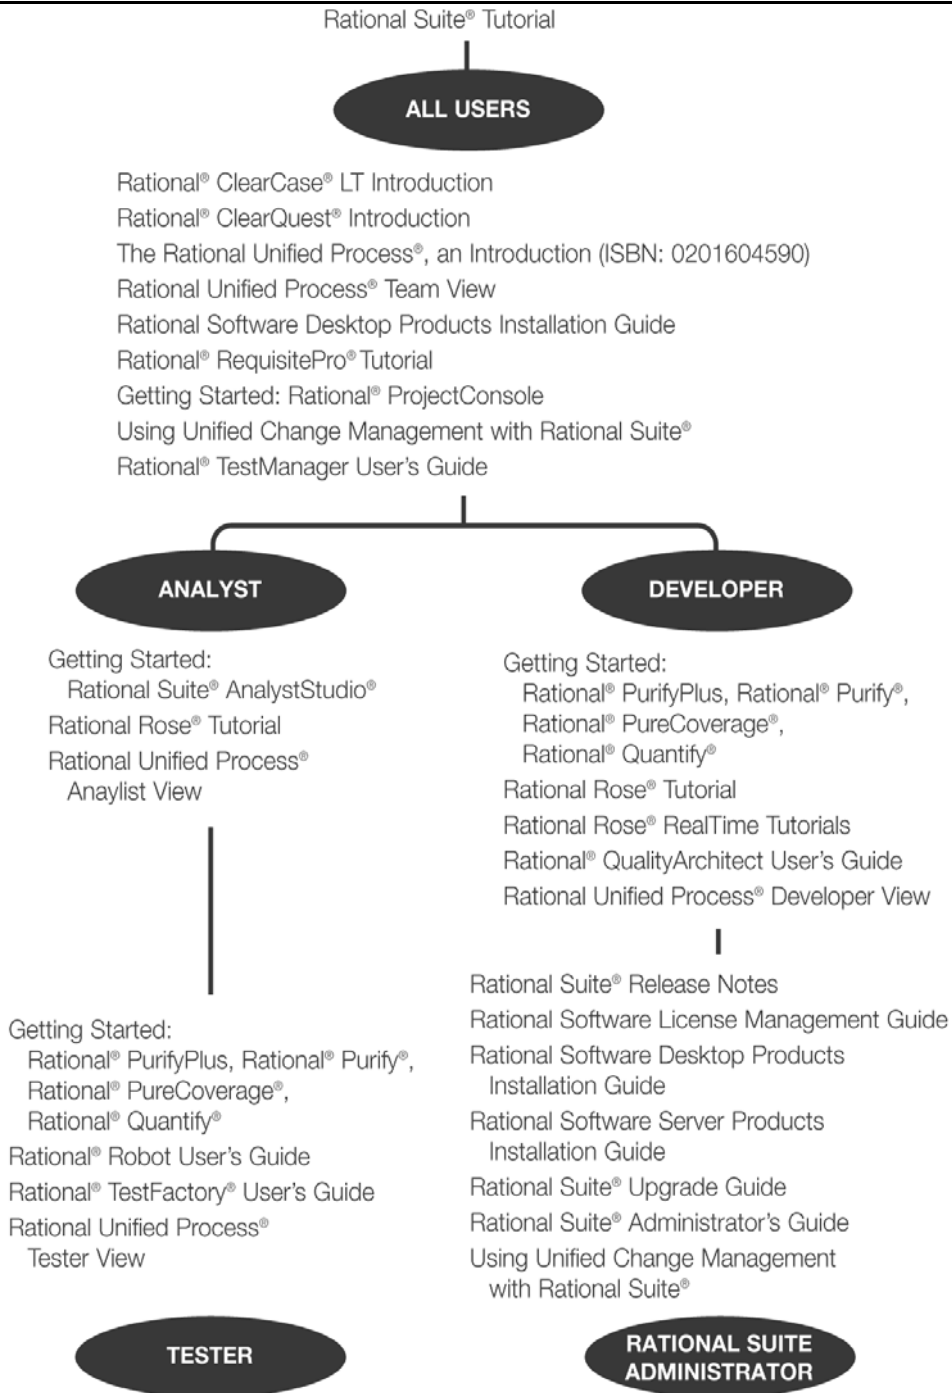 Rational Suite® Tutorial
ALL USERS
Rational® ClearCase® LT Introduction
Rational® ClearQuest® Introduction
The Rational Unified Process®, an Introduction (ISBN: 0201604590)
Rational Unified Process® Team View
Rational Software Desktop Products Installation Guide
Rational® RequisitePro® Tutorial
Getting Started: Rational® ProjectConsole
Using Unified Change Management with Rational Suite®
Rational® TestManager User's Guide
ANALYST
Getting Started:
Rational Suite® AnalystStudio®
Rational Rose® Tutorial
Rational Unified Process®
Anaylist View
DEVELOPER
Getting Started:
Rational® PurifyPlus, Rational® Purify®,
Rational® PureCoverage®,
Rational® Quantify®
Rational Rose® Tutorial
Rational Rose® RealTime Tutorials
Rational® QualityArchitect User's Guide
Rational Unified Process® Developer View
Getting Started:
Rational® PurifyPlus, Rational® Purify®,
Rational® PureCoverage®,
Rational® Quantify®
Rational® Robot User's Guide
Rational® TestFactory® User's Guide
Rational Unified Process®
Tester View
TESTER
Rational Suite® Release Notes
Rational Software License Management Guide
Rational Software Desktop Products
Installation Guide
Rational Software Server Products
Installation Guide
Rational Suite® Upgrade Guide
Rational Suite® Administrator's Guide
Using Unified Change Management
with Rational Suite®
RATIONAL SUITE
ADMINISTRATOR